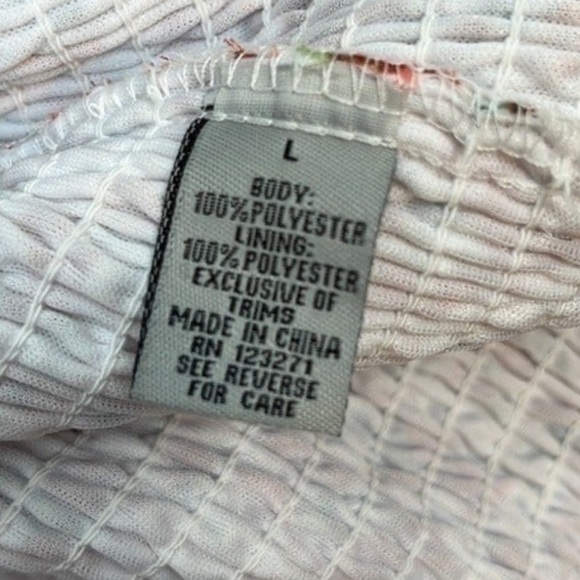 L
BODY:
100%POLYESTER
LINING:
100%POLYESTER
EXCLUSIVE OF
TRIMS
MADE IN CHINA
RN 123271
SEE REVERSE
FOR CARE